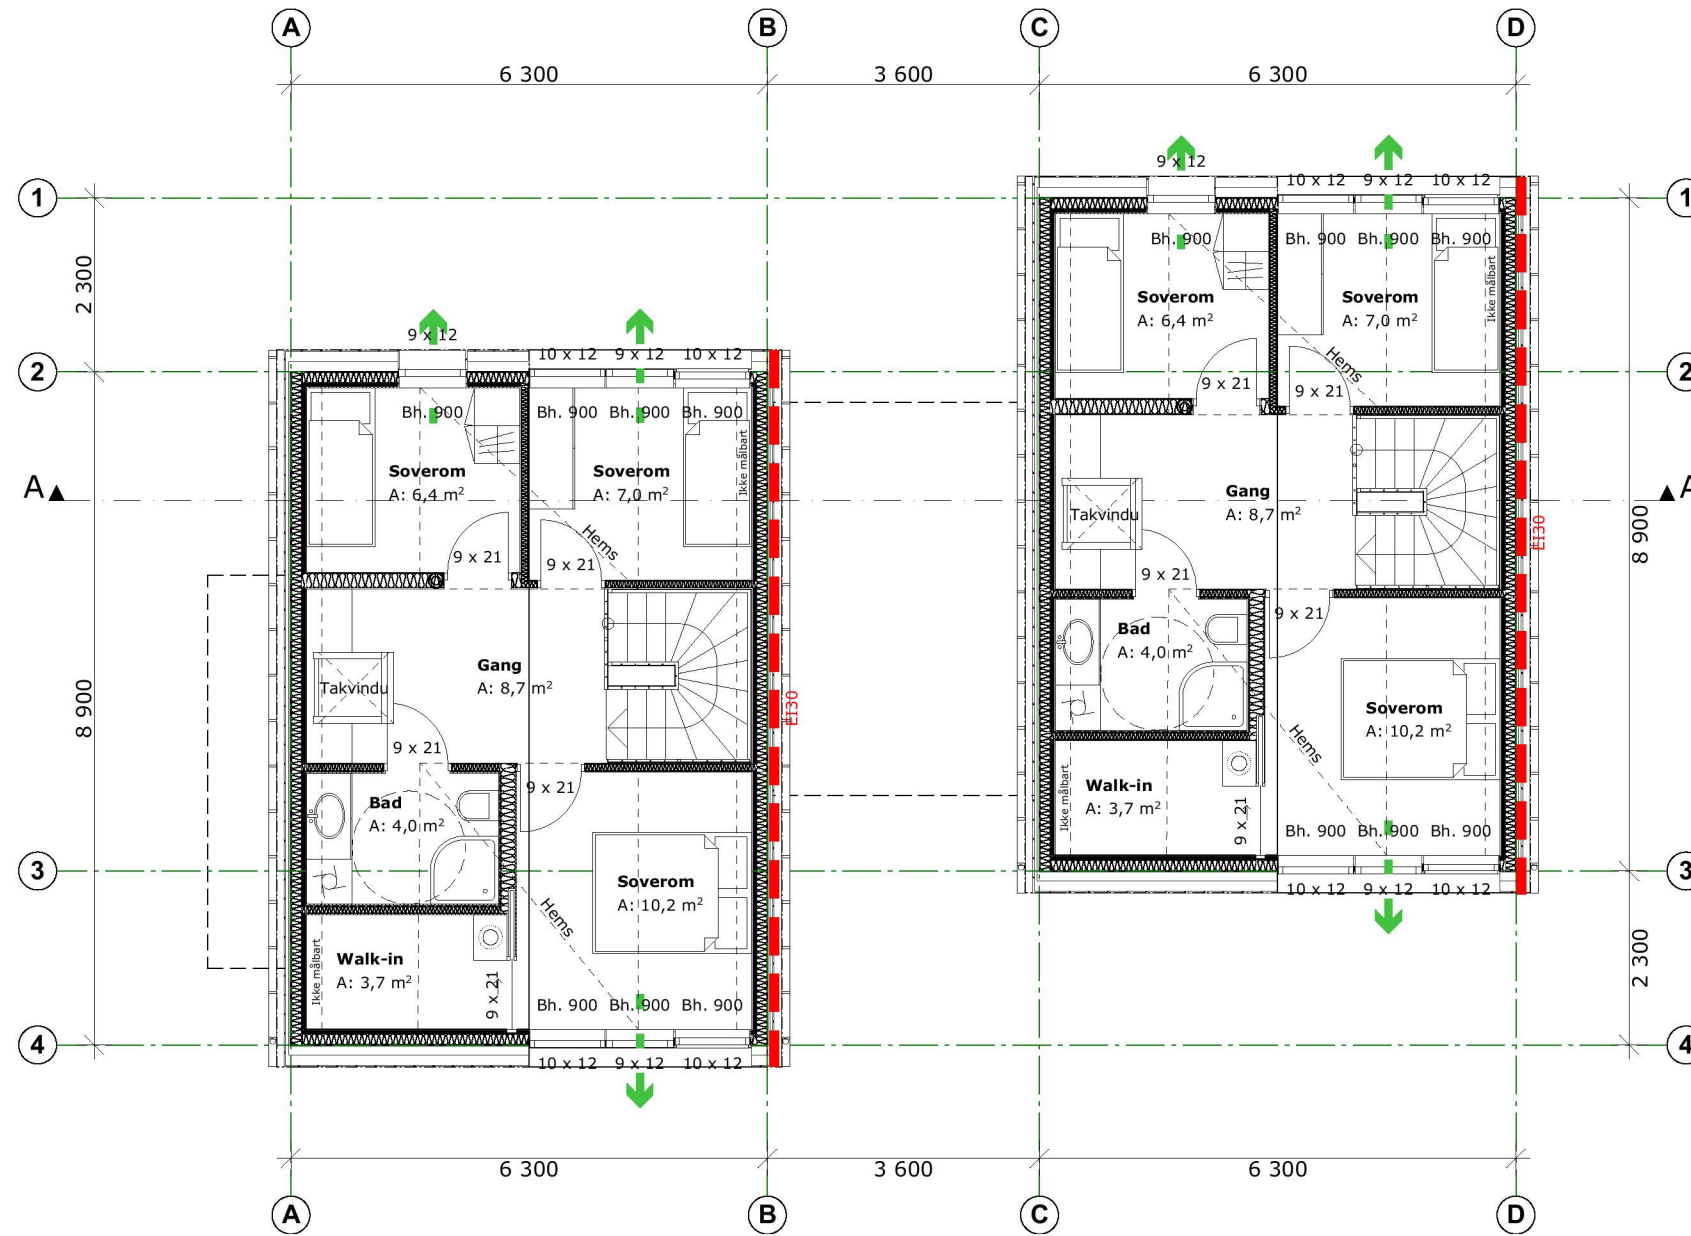 A B C D
6 300 3 600 6 300
9 x 12
10 x 12 9 x 12 10 x 12
1 1
Bh. 900 Bh. 900 Bh. 900 Bh. 900
2 300
Soverom
A: 6,4 m²
Soverom
A: 7,0 m²
Ikke målbart
Hems
9 x 21 9 x 21
9 x 12
10 x 12 9 x 12 10 x 12
2 2
Bh. 900 Bh. 900 Bh. 900 Bh. 900
Soverom
A: 6,4 m²
Soverom
A: 7,0 m²
Ikke målbart
Hems
9 x 21 9 x 21
A A
Gang
A: 8,7 m²
Takvindu
EI30
8 900
9 x 21
9 x 21
Bad
A: 4,0 m²
Gang
A: 8,7 m²
Takvindu
EI30
8 900
9 x 21
9 x 21
Soverom
A: 10,2 m²
Hems
Walk-in
A: 3,7 m²
Ikke målbart
9 x 21
Bh. 900 Bh. 900 Bh. 900
10 x 12 9 x 12 10 x 12
Bad
A: 4,0 m²
3 3
Soverom
A: 10,2 m²
Hems
Walk-in
A: 3,7 m²
Ikke målbart
9 x 21
2 300
Bh. 900 Bh. 900 Bh. 900
4 4
10 x 12 9 x 12 10 x 12
6 300 3 600 6 300
A B C D